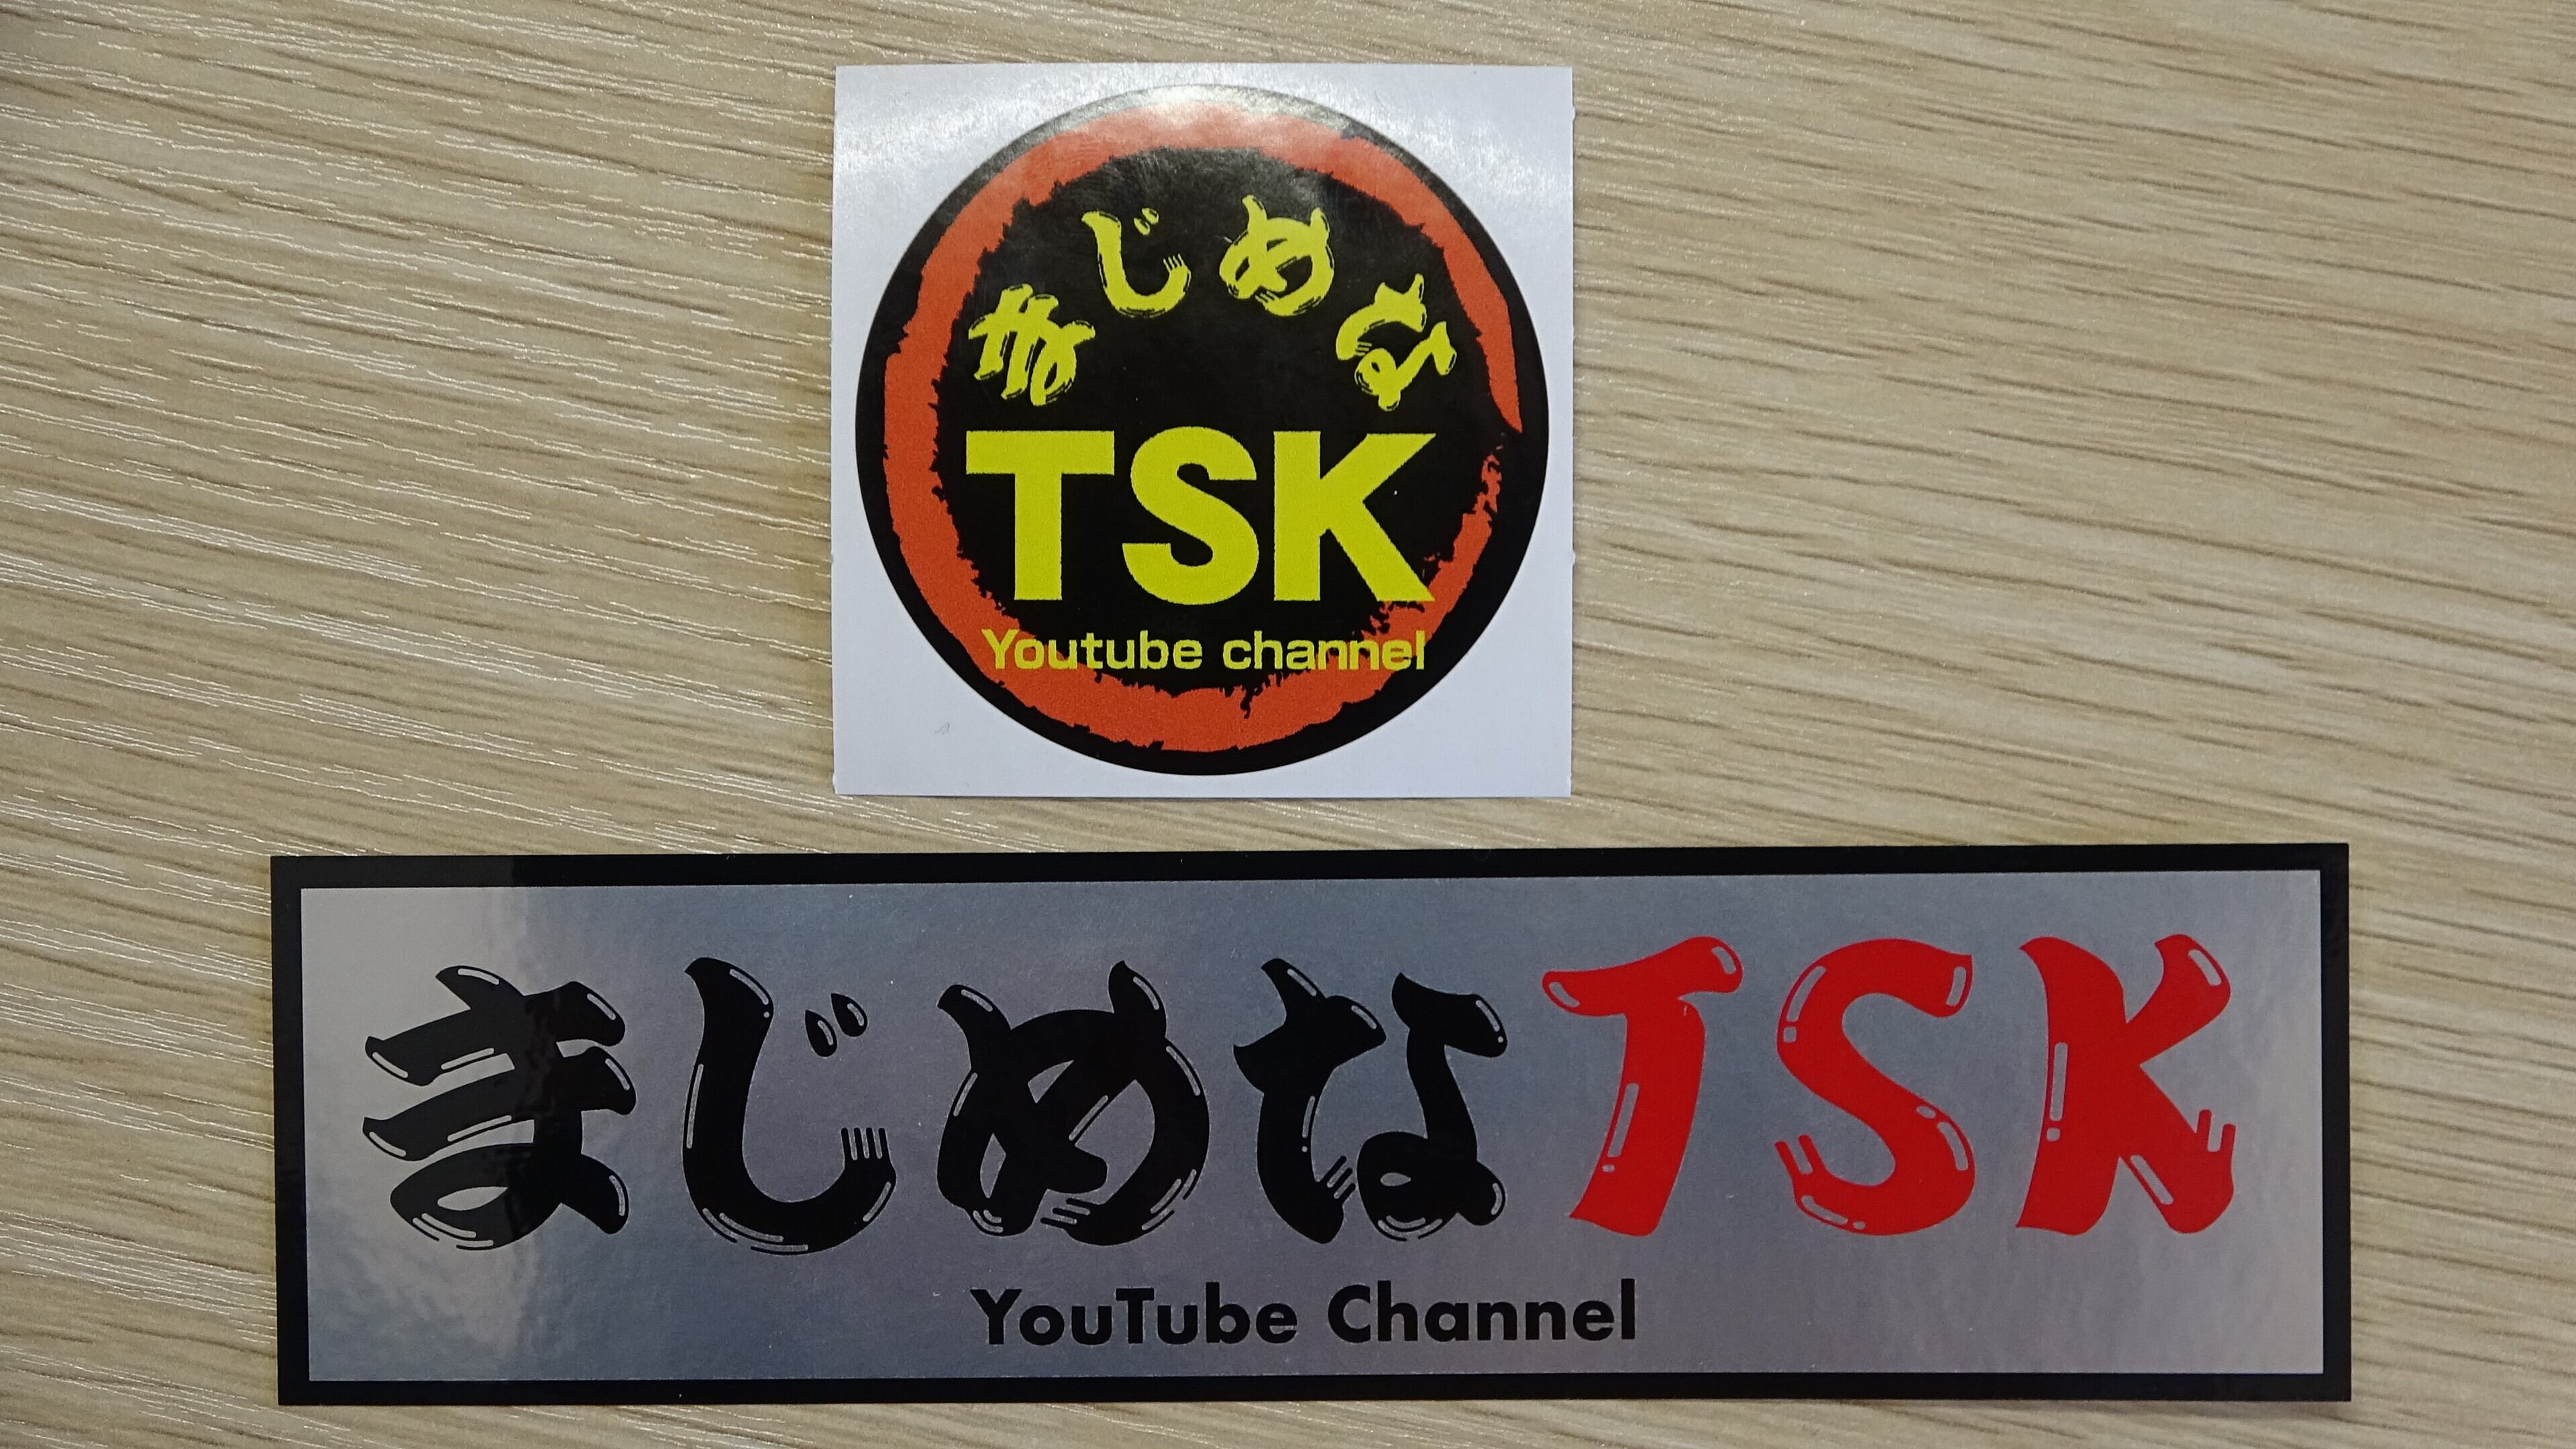 まじめな
TSK
Youtube channel
まじめなTSK
YouTube Channel